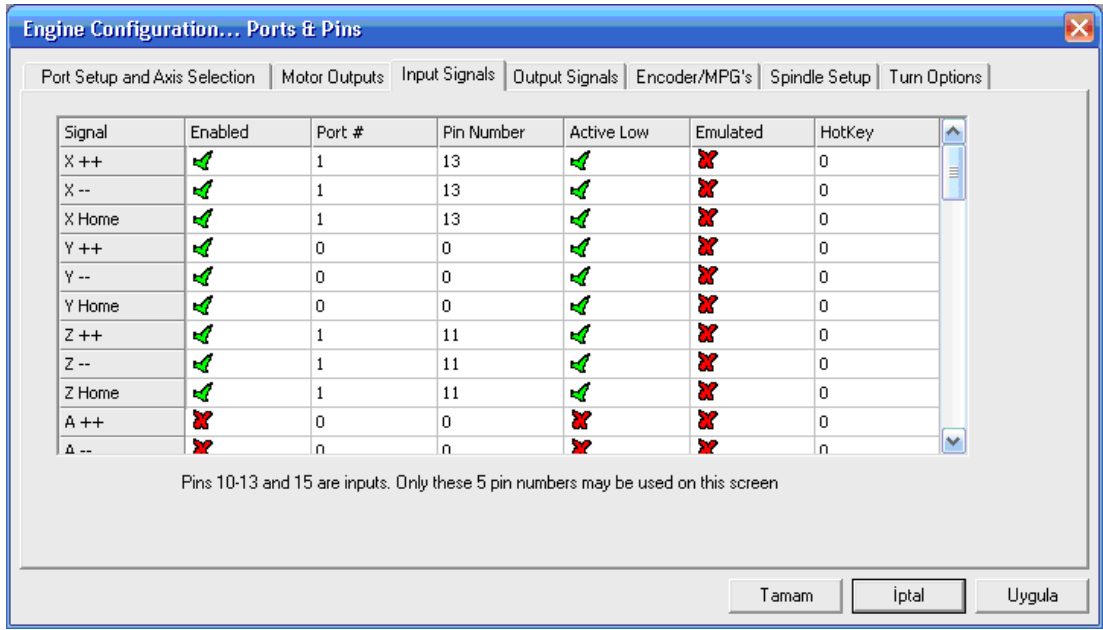 Engine Configuration... Ports & Pins
Port Setup and Axis Selection Motor Outputs Input Signals Output Signals Encoder/MPG's Spindle Setup Turn Options
Signal Enabled Port # Pin Number Active Low Emulated HotKey
X ++ 1 13 0
X -- 1 13 0
X Home 1 13 0
Y ++ 0 0 0
Y -- 0 0 0
Y Home 0 0 0
Z ++ 1 11 0
Z -- 1 11 0
Z Home 1 11 0
A ++ 0 0 0
A -- 0 0 0
Pins 10-13 and 15 are inputs. Only these 5 pin numbers may be used on this screen
Tamam İptal Uygula